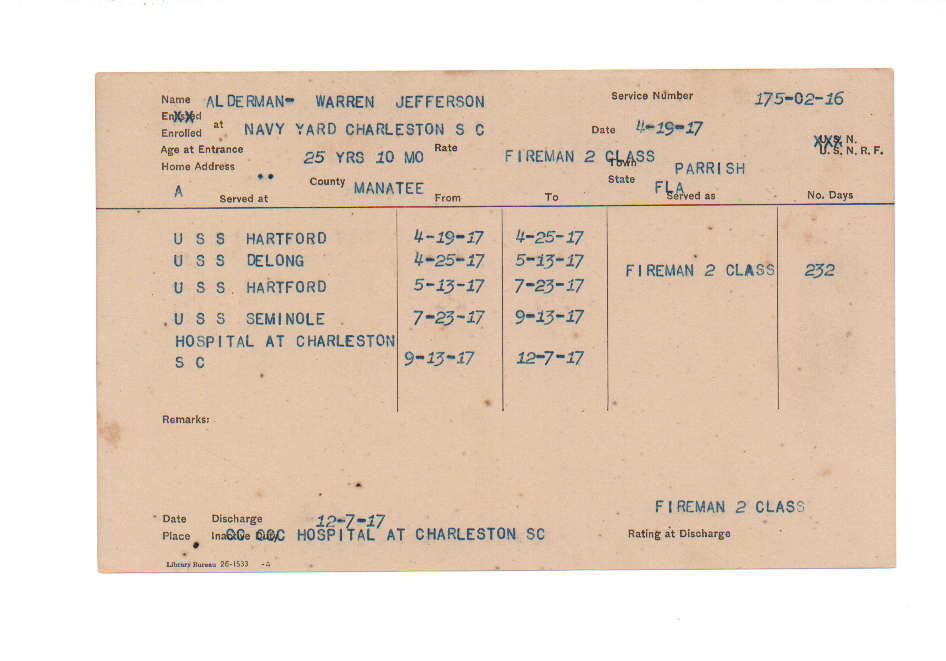 Name ALDERMAN- WARREN JEFFERSON Service Number 175-02-16
Enlisted
Enrolled at NAVY YARD CHARLESTON S C Date 4-19-17
U. S. N.
U. S. N. R. F.
Age at Entrance 25 YRS 10 MO Rate FIREMAN 2 CLASS
Home Address Town PARRISH
A County MANATEE State FLA
Served at From To Served as No. Days
U S S HARTFORD 4-19-17 4-25-17
U S S DELONG 4-25-17 5-13-17
FIREMAN 2 CLASS 232
U S S HARTFORD 5-13-17 7-23-17
U S S SEMINOLE 7-23-17 9-13-17
HOSPITAL AT CHARLESTON
S C 9-13-17 12-7-17
Remarks:
FIREMAN 2 CLASS
Date Discharge 12-7-17
Place Inactive Duty HOSPITAL AT CHARLESTON SC Rating at Discharge
Library Bureau 26-1533 -A